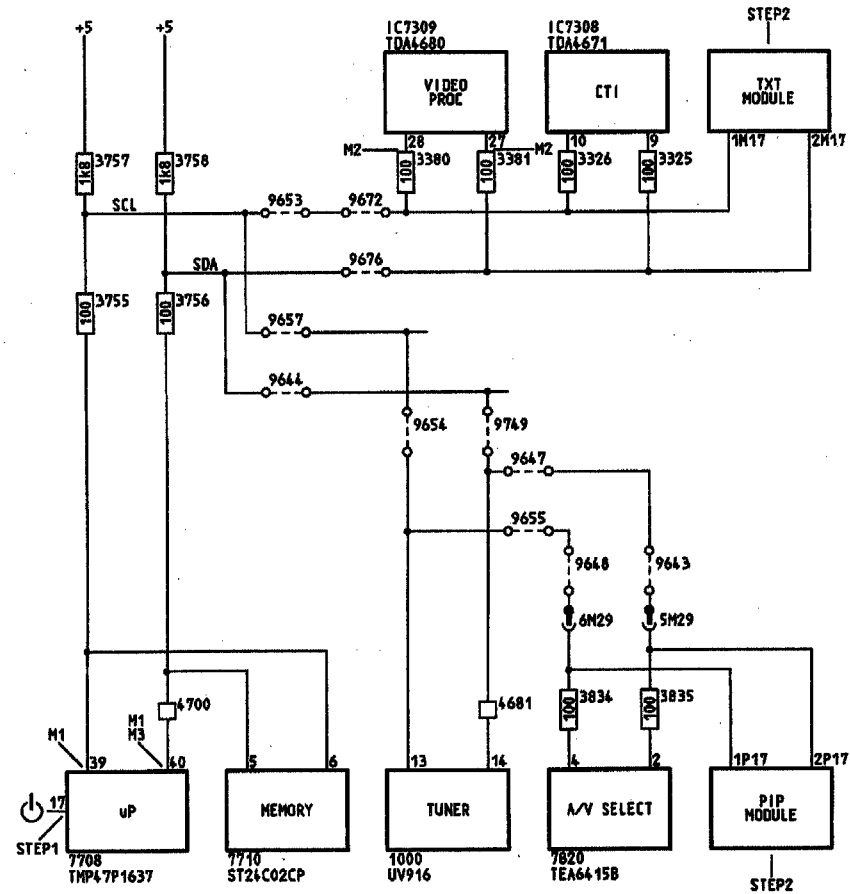 STEP2
+5 +5 IC7309 IC7308
TDA4680 TDA4671
VIDEO CTI TXT
PROC MODULE
28 27 10 9 1M17 2M17
M2 M2
1k8 3757 1k8 3758 100 3380 100 3381 100 3326 100 3325
SCL 9653 9672
SDA 9676
100 3755 100 3756
9657
9644
9654 9749
9647
9655
9648 9643
6M29 5M29
4700 4681 100 3834 100 3835
M1 M1
M3
39 40 5 6 13 14 4 2 1P17 2P17
17 uP MEMORY TUNER A/V SELECT PIP
MODULE
STEP1
7708 7710 1000 7820
TMP47P1637 ST24C02CP UV916 TEA6415B
STEP2